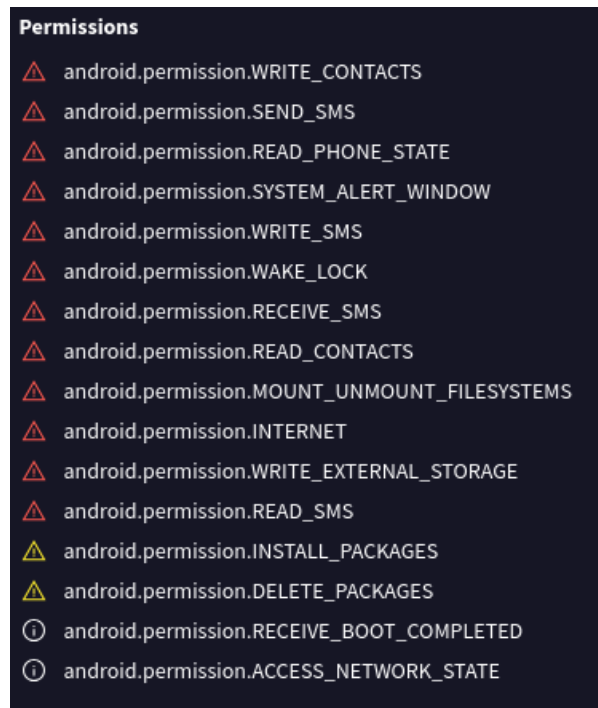 Permissions
android.permission.WRITE_CONTACTS
android.permission.SEND_SMS
android.permission.READ_PHONE_STATE
android.permission.SYSTEM_ALERT_WINDOW
android.permission.WRITE_SMS
android.permission.WAKE_LOCK
android.permission.RECEIVE_SMS
android.permission.READ_CONTACTS
android.permission.MOUNT_UNMOUNT_FILESYSTEMS
android.permission.INTERNET
android.permission.WRITE_EXTERNAL_STORAGE
android.permission.READ_SMS
android.permission.INSTALL_PACKAGES
android.permission.DELETE_PACKAGES
android.permission.RECEIVE_BOOT_COMPLETED
android.permission.ACCESS_NETWORK_STATE